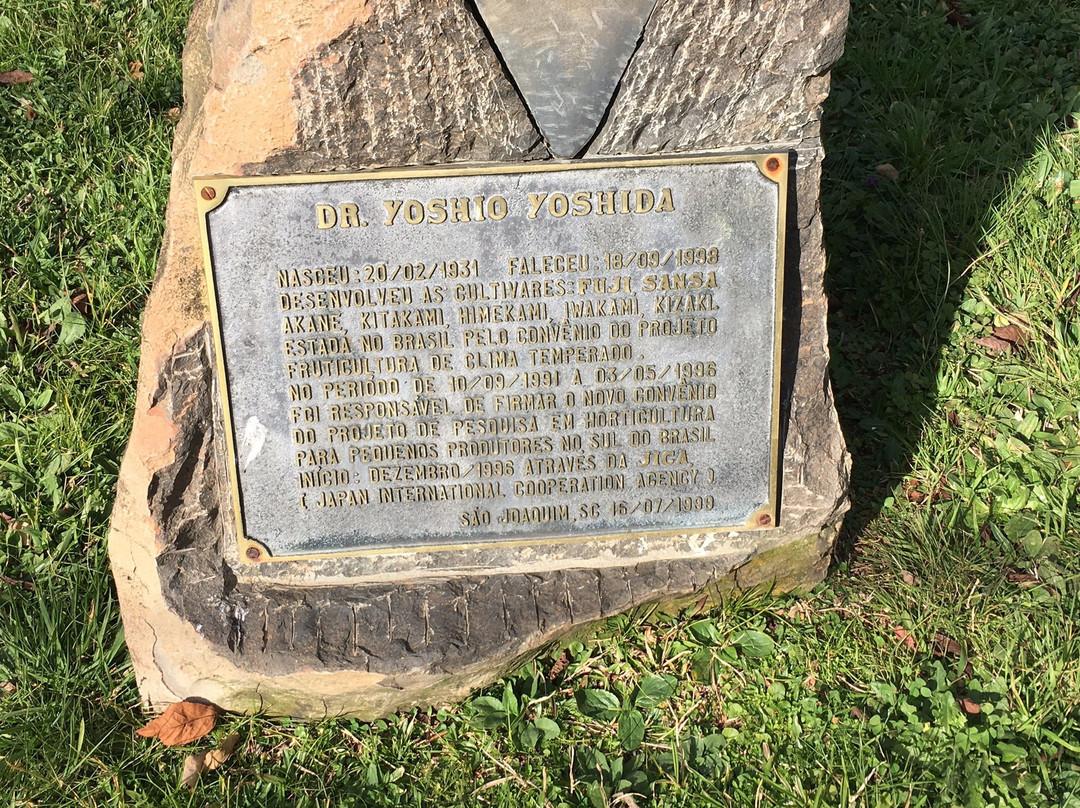 DR. YOSHIO YOSHIDA
NASCEU: 20/02/1931 FALECEU: 18/09/1998
DESENVOLVEU AS CULTIVARES: FUJI SANSA
AKANE, KITAKAMI, HIMEKAMI, IWAKAMI, KIZAKI.
ESTADA NO BRASIL PELO CONVÊNIO DO PROJETO
FRUTICULTURA DE CLIMA TEMPERADO.
NO PERIÓDO DE 10/09/1991 A 03/05/1996
FOI RESPONSÁVEL DE FIRMAR O NOVO CONVÊNIO
DO PROJETO DE PESQUISA EM HORTICULTURA
PARA PEQUENOS PRODUTORES NO SUL DO BRASIL
INÍCIO: DEZEMBRO/1996 ATRAVÉS DA JICA
( JAPAN INTERNATIONAL COOPERATION AGENCY )
SÃO JOAQUIM, SC 16/07/1999